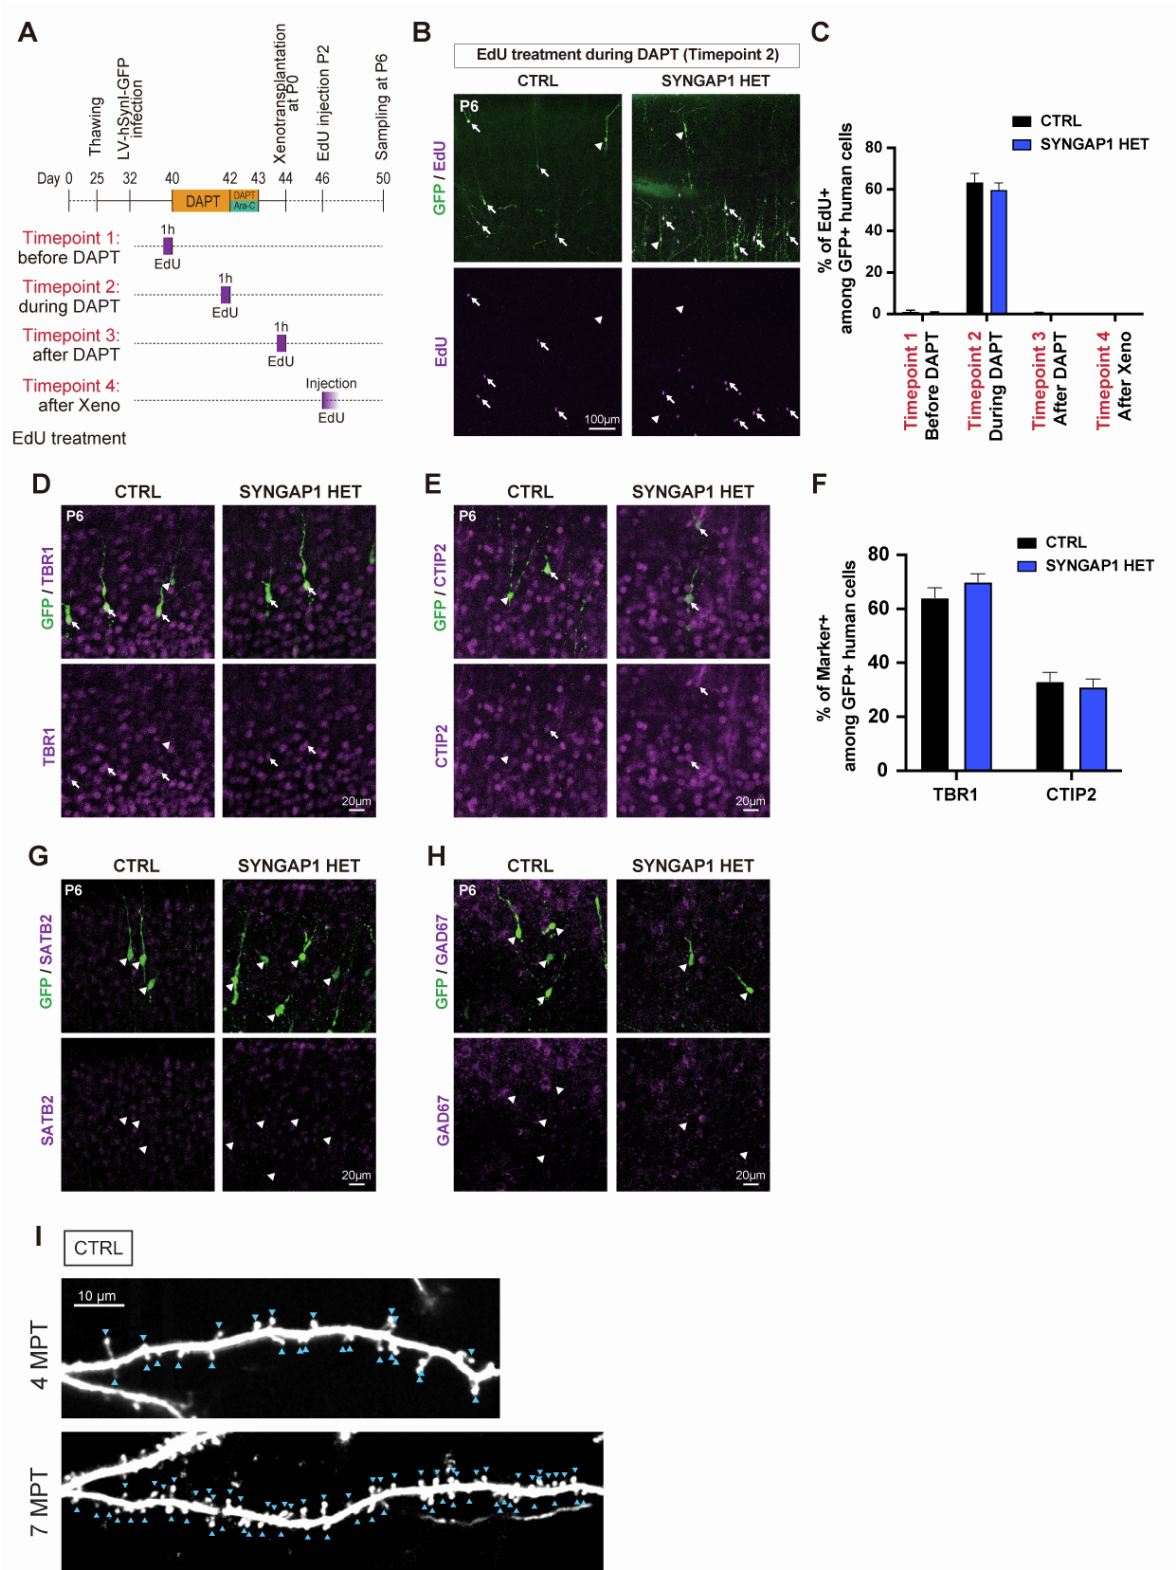 A
Thawing
LV-hSynI-GFP
infection
Xenotransplantation
at P0
EdU injection P2
Sampling at P6
Day 0 25 32 40 42 43 44 46 50
DAPT
DAPT
Ara-C
Timepoint 1:
before DAPT
1h
EdU
Timepoint 2:
during DAPT
1h
EdU
Timepoint 3:
after DAPT
1h
EdU
Timepoint 4:
after Xeno
Injection
EdU
EdU treatment
B
EdU treatment during DAPT (Timepoint 2)
CTRL
SYNGAP1 HET
P6
GFP / EdU
EdU
100µm
C
CTRL
SYNGAP1 HET
% of EdU+
among GFP+ human cells
80
60
40
20
0
Timepoint 1
Before DAPT
Timepoint 2
During DAPT
Timepoint 3
After DAPT
Timepoint 4
After Xeno
D
CTRL
SYNGAP1 HET
P6
GFP / TBR1
TBR1
20µm
E
CTRL
SYNGAP1 HET
P6
GFP / CTIP2
CTIP2
20µm
F
CTRL
SYNGAP1 HET
% of Marker+
among GFP+ human cells
80
60
40
20
0
TBR1
CTIP2
G
CTRL
SYNGAP1 HET
P6
GFP / SATB2
SATB2
20µm
H
CTRL
SYNGAP1 HET
P6
GFP / GAD67
GAD67
20µm
I
CTRL
10 µm
4 MPT
7 MPT